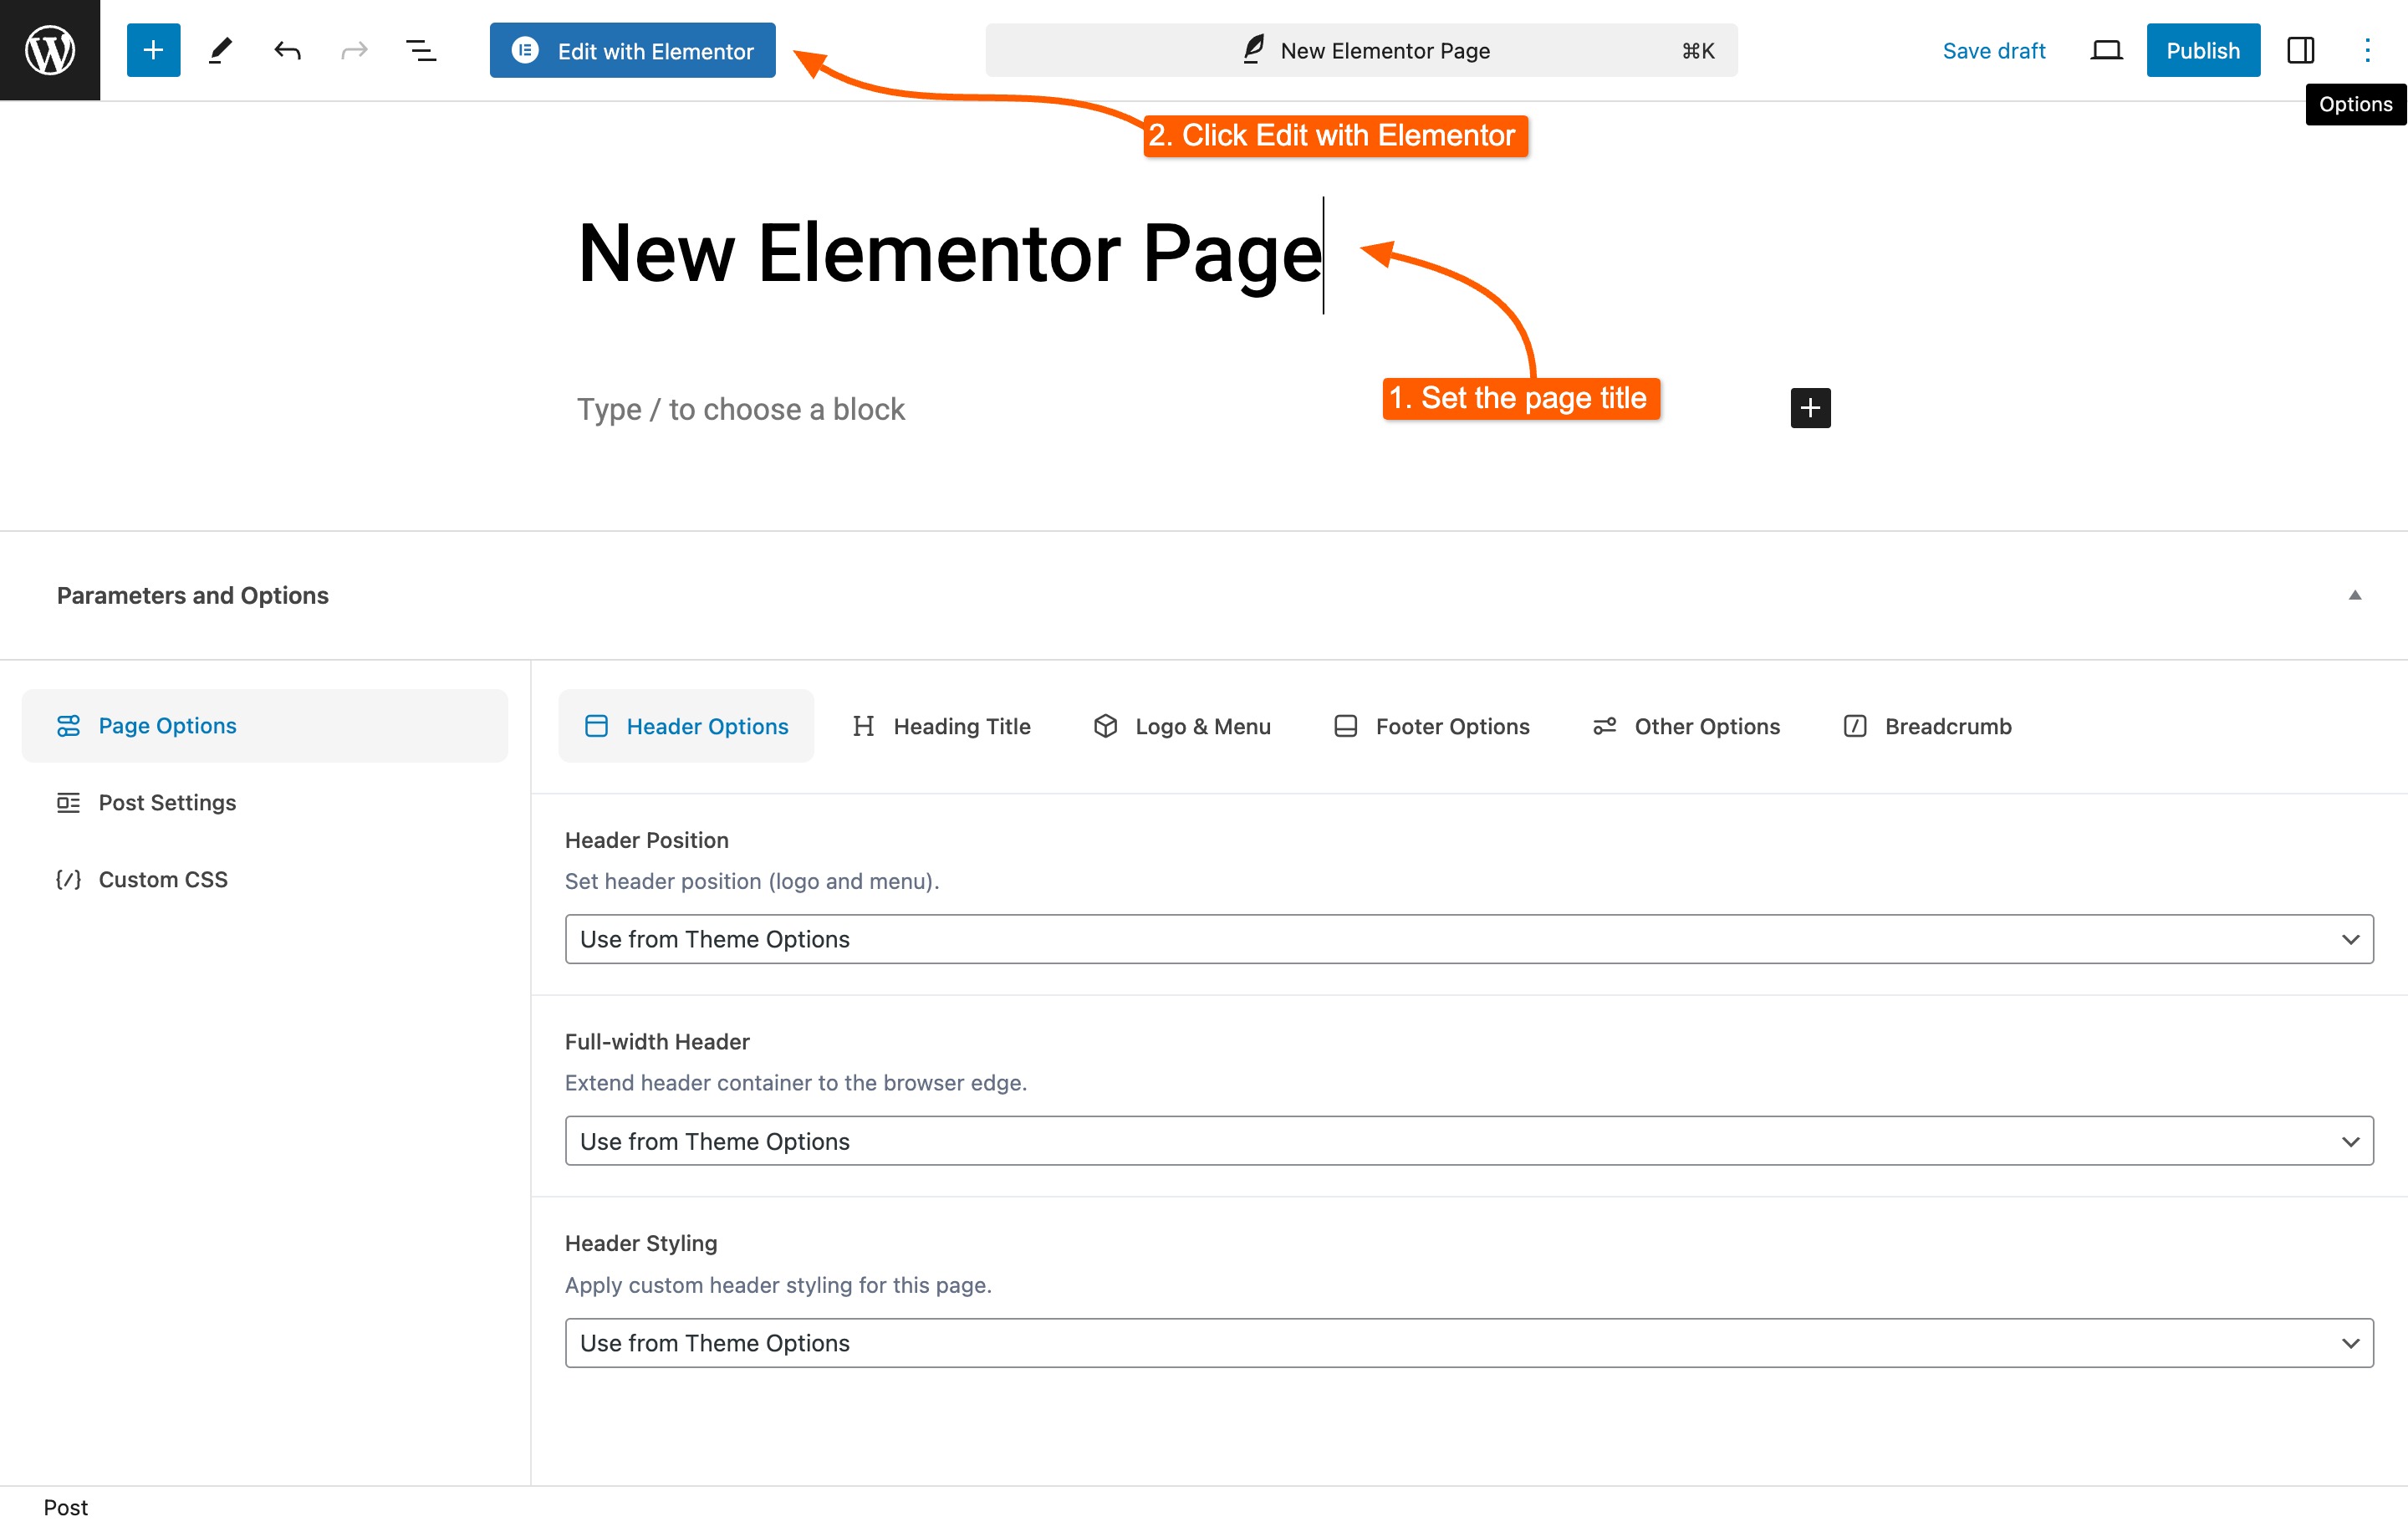 Edit with Elementor
New Elementor Page
⌘K
Save draft
Publish
Options
2. Click Edit with Elementor
New Elementor Page
1. Set the page title
Type / to choose a block
Parameters and Options
Page Options
Post Settings
Custom CSS
Header Options
Heading Title
Logo & Menu
Footer Options
Other Options
Breadcrumb
Header Position
Set header position (logo and menu).
Use from Theme Options
Full-width Header
Extend header container to the browser edge.
Use from Theme Options
Header Styling
Apply custom header styling for this page.
Use from Theme Options
Post